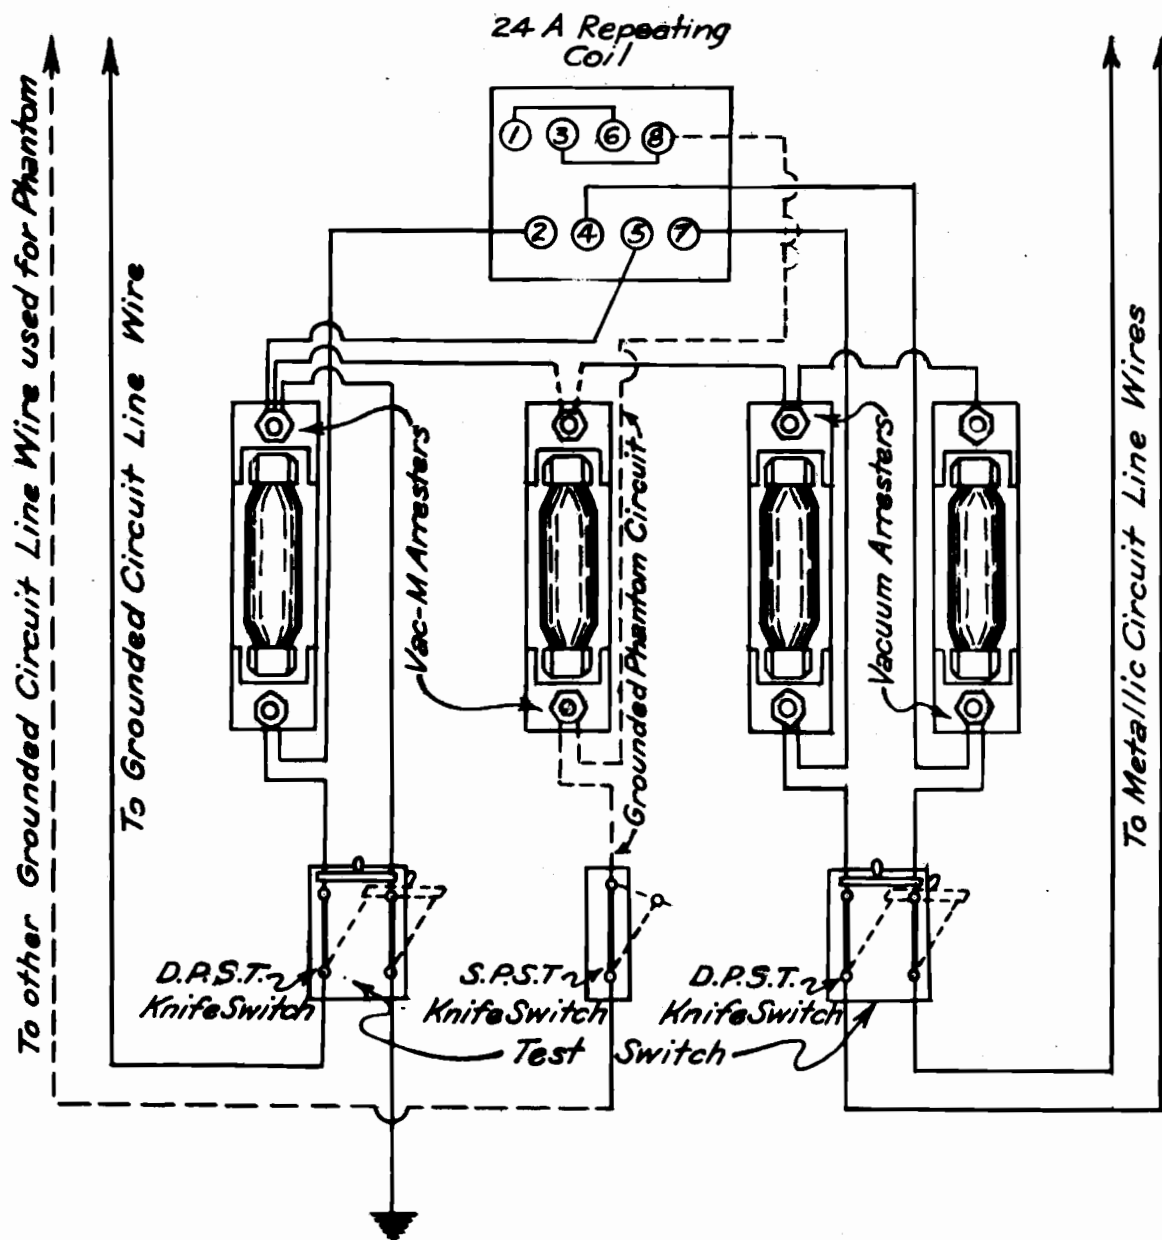 24 A Repeating
Coil
1 3 6 8
2 4 5 7
To other Grounded Circuit Line Wire used for Phantom
To Grounded Circuit Line Wire
Vac-M Arresters
Grounded Phantom Circuit
Vacuum Arresters
To Metallic Circuit Line Wires
D.P.S.T.
Knife Switch
S.P.S.T
Knife Switch
D.P.S.T.
Knife Switch
Test Switch